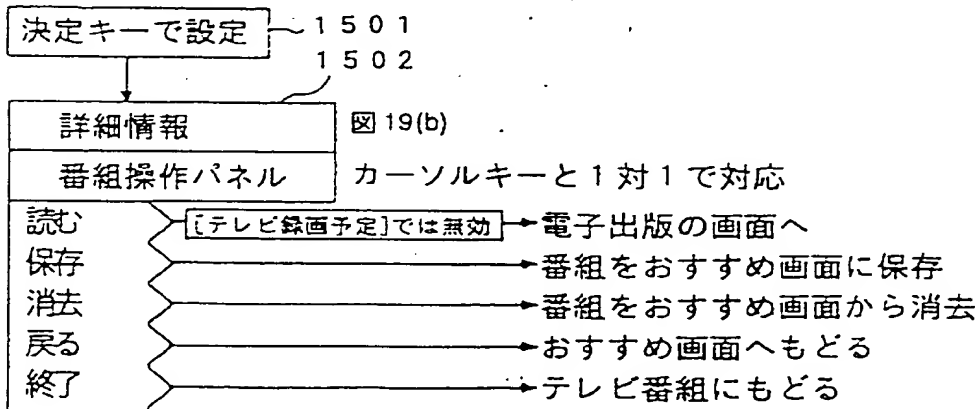 決定キーで設定 1501
1502
詳細情報 図19(b)
番組操作パネル カーソルキーと1対1で対応
読む [テレビ録画予定]では無効 電子出版の画面へ
保存 番組をおすすめ画面に保存
消去 番組をおすすめ画面から消去
戻る おすすめ画面へもどる
終了 テレビ番組にもどる